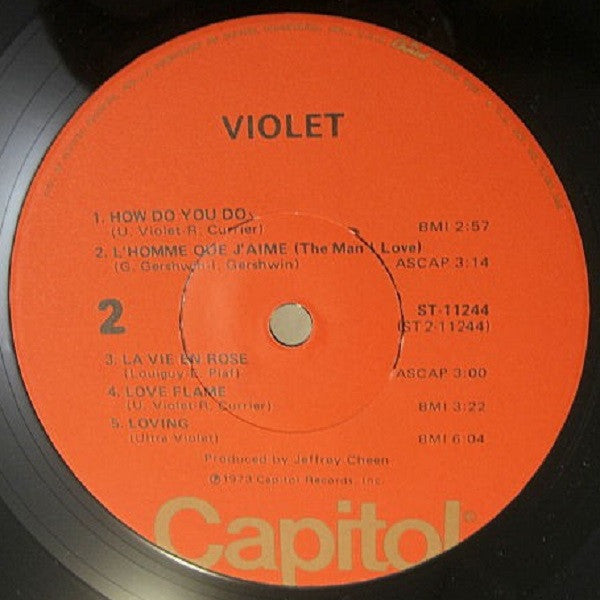 VIOLET
1. HOW DO YOU DO
(U. Violet-R. Currier)
BMI 2:57
2. L'HOMME QUE J'AIME (The Man I Love)
(G. Gershwin-I. Gershwin)
ASCAP 3:14
2
ST-11244
(ST2-11244)
3. LA VIE EN ROSE
(Louiguy-E. Piaf)
ASCAP 3:00
4. LOVE FLAME
(U. Violet-R. Currier)
BMI 3:22
5. LOVING
(Ultra Violet)
BMI 6:04
Produced by Jeffrey Cheen
℗1973 Capitol Records, Inc.
Capitol